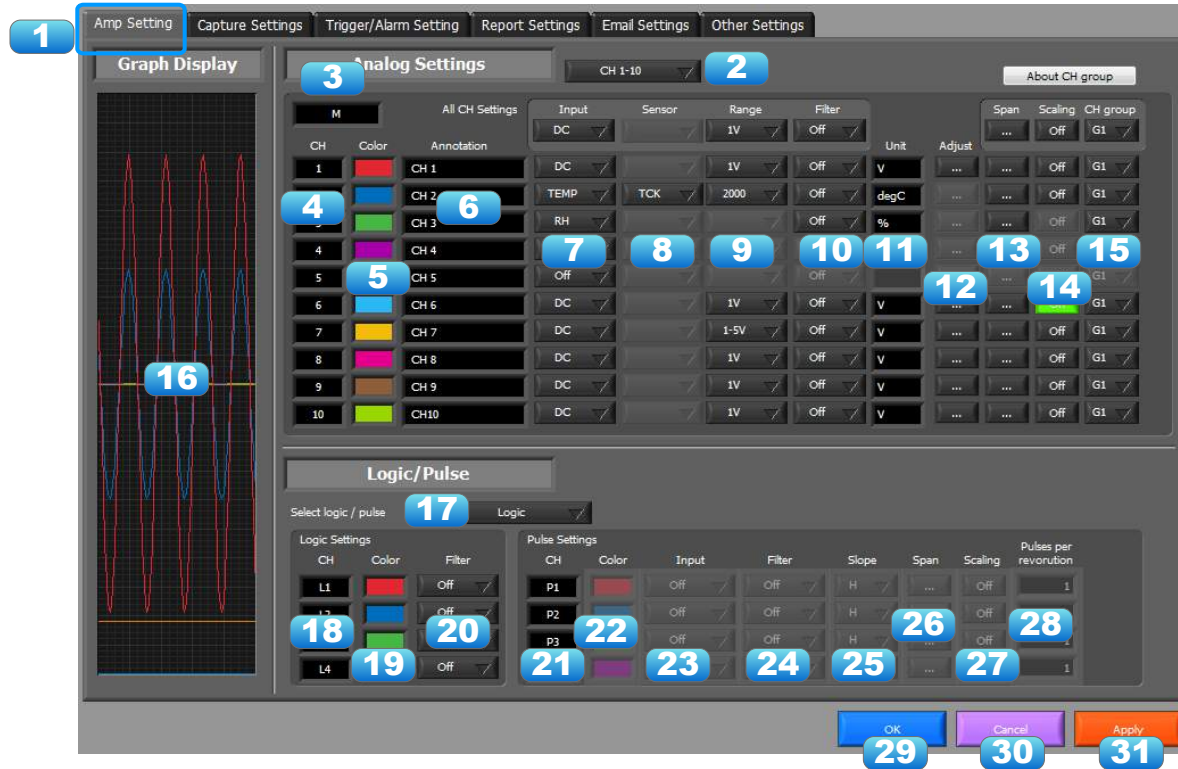 Amp Setting Capture Settings Trigger/Alarm Setting Report Settings Email Settings Other Settings
1
Graph Display
Analog Settings CH 1-10 2
3
About CH group
M All CH Settings Input Sensor Range Filter Span Scaling CH group
DC 1V Off ... Off G1
CH Color Annotation Unit Adjust
1 CH 1 DC 1V Off V ... ... Off G1
CH 2 TEMP TCK 2000 Off degC ... ... Off G1
4 6
CH 3 RH Off % ... ... Off G1
4 CH 4 Off
7 8 9 10 11 13 15
5 5 CH 5 Off Off ... G1
12 14
6 CH 6 DC 1V Off V ... ... G1
7 CH 7 DC 1-5V Off V ... ... Off G1
8 CH 8 DC 1V Off V ... ... Off G1
16
9 CH 9 DC 1V Off V ... ... Off G1
10 CH10 DC 1V Off V ... ... Off G1
Logic/Pulse
Select logic / pulse 17 Logic
Logic Settings
CH Color Filter
L1 Off
Off
18 19 20
L4 Off
Pulse Settings
CH Color Input Filter Slope Span Scaling Pulses per
revorution
P1 Off Off H ... Off 1
P2 Off Off H Off
22 26 28
P3 Off Off H ... Off 1
21 23 24 25 27
... 1
OK Cancel Apply
29 30 31